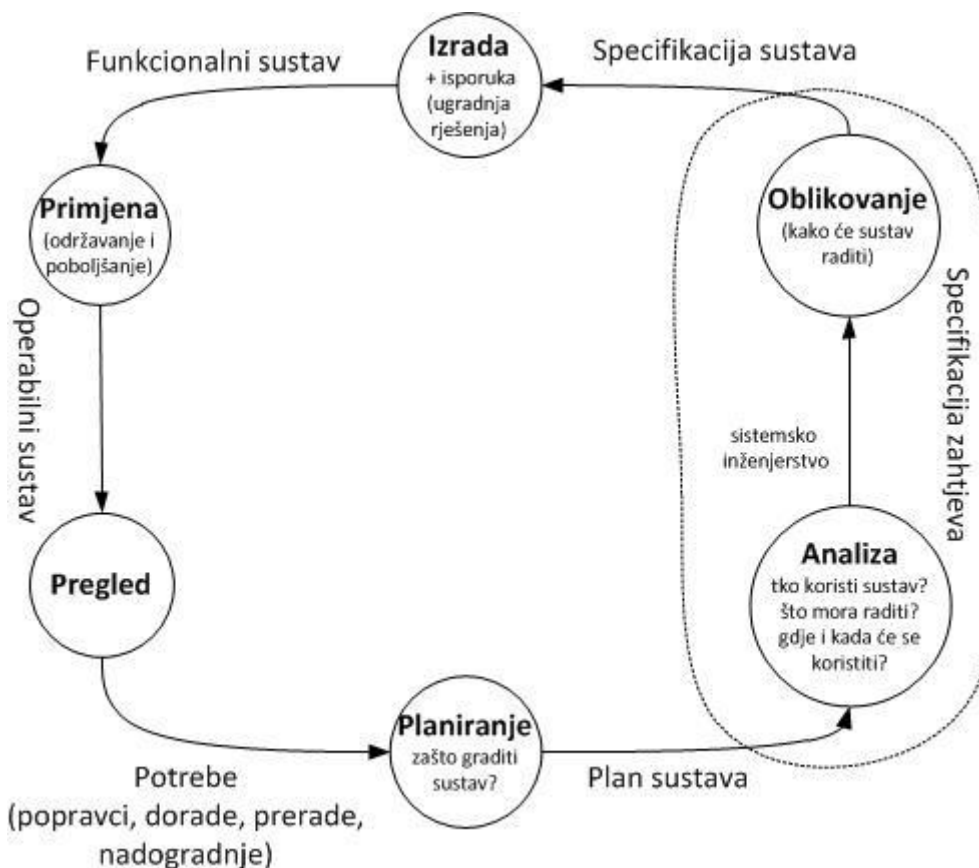 Funkcionalni sustav
Izrada
+ isporuka
(ugradnja
rješenja)
Specifikacija sustava
Primjena
(održavanje i
poboljšanje)
Oblikovanje
(kako će sustav
raditi)
Operabilni sustav
Specifikacija zahtjeva
sistemsko
inženjerstvo
Pregled
Analiza
tko koristi sustav?
što mora raditi?
gdje i kada će se
koristiti?
Planiranje
zašto graditi
sustav?
Potrebe
(popravci, dorade, prerade,
nadogradnje)
Plan sustava